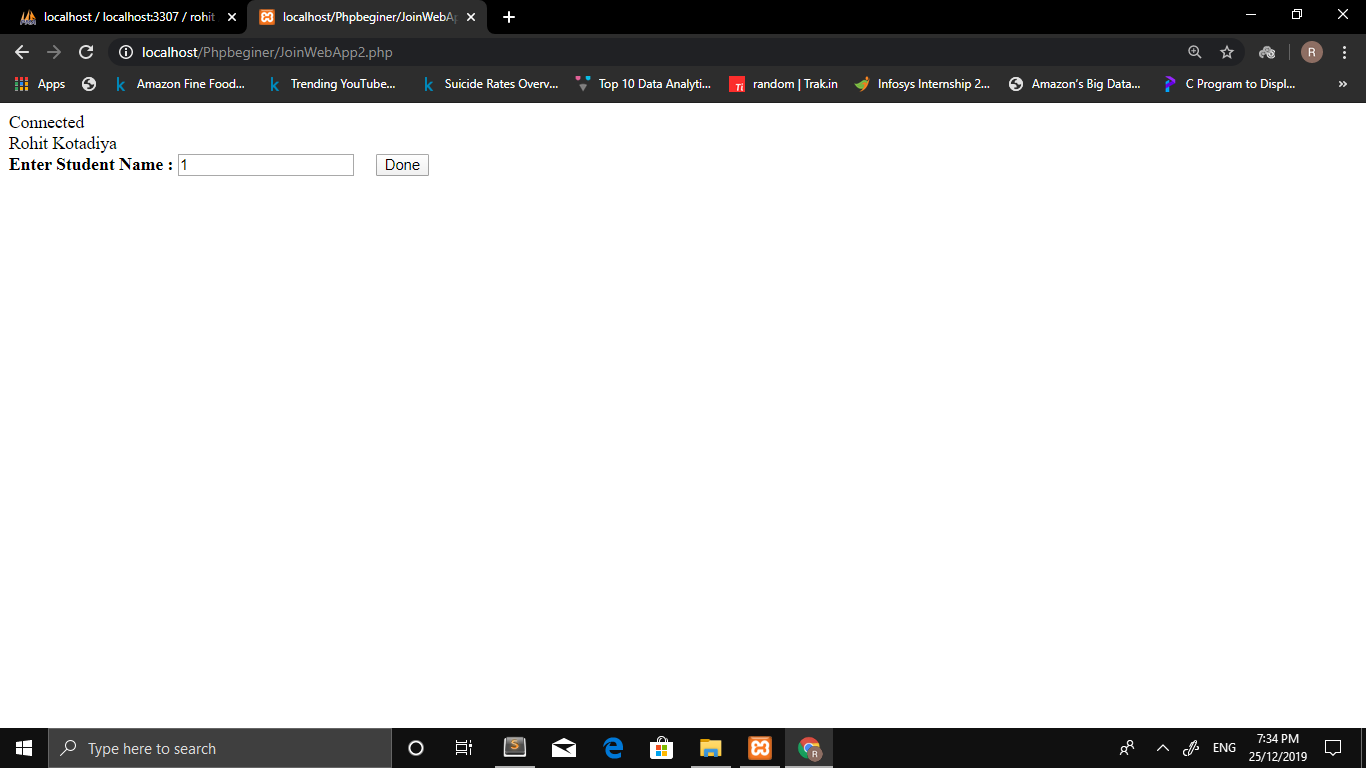 localhost / localhost:3307 / rohit
localhost/Phpbeginer/JoinWebAp
localhost/Phpbeginer/JoinWebApp2.php
R
Apps
Amazon Fine Food...
Trending YouTube...
Suicide Rates Overv...
Top 10 Data Analyti...
Ti
random | Trak.in
Infosys Internship 2...
Amazon's Big Data...
C Program to Displ...
»
Connected
Rohit Kotadiya
Enter Student Name : 1 Done
Type here to search
ENG
7:34 PM
25/12/2019